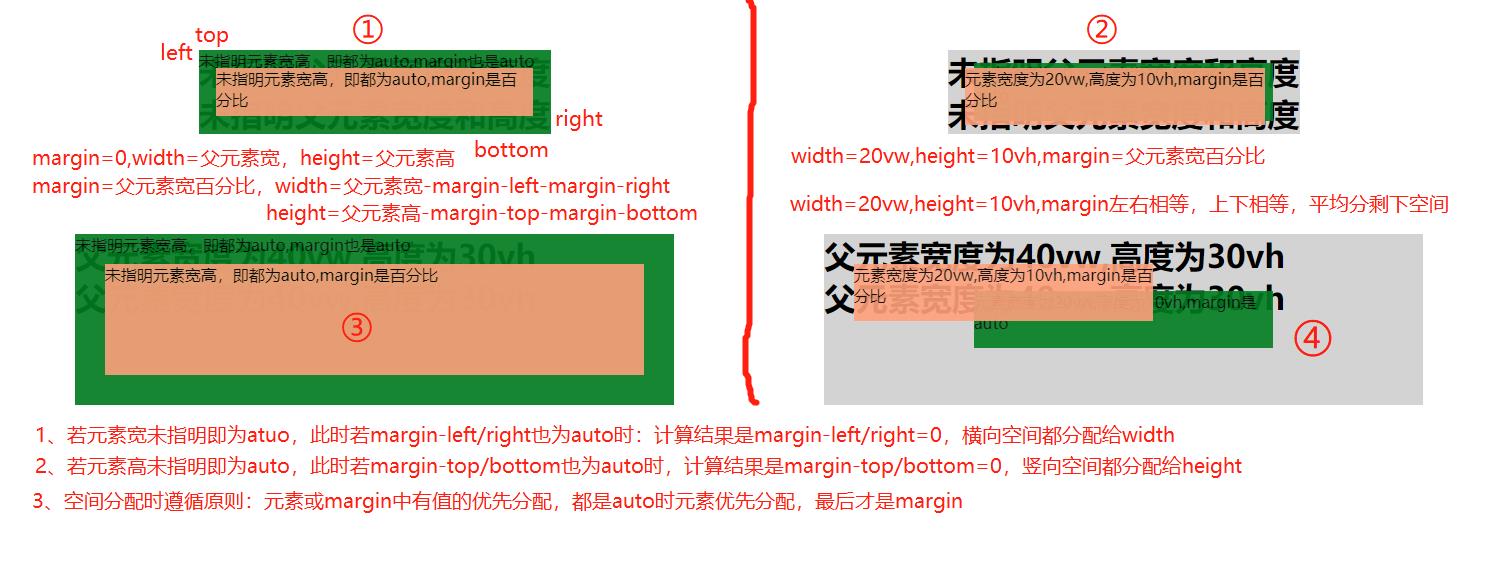 ①
top
left
未指明元素宽高，即都为auto,margin也是auto
未指明元素宽高，即都为auto,margin是百
分比
未指明父元素宽度和高度
未指明父元素宽度和高度
right
bottom
margin=0,width=父元素宽，height=父元素高
margin=父元素宽百分比，width=父元素宽-margin-left-margin-right
height=父元素高-margin-top-margin-bottom
②
未指明父元素宽度和高度
元素宽度为20vw,高度为10vh,margin是百
分比
未指明父元素宽度和高度
width=20vw,height=10vh,margin=父元素宽百分比
width=20vw,height=10vh,margin左右相等，上下相等，平均分剩下空间
未指明元素宽高，即都为auto,margin也是auto
父元素宽度为40vw,高度为30vh
未指明元素宽高，即都为auto,margin是百分比
③
父元素宽度为40vw,高度为30vh
元素宽度为20vw,高度为10vh,margin是百
分比
父元素宽度为40vw,高度为30vh
0vh,margin是
auto
④
1、若元素宽未指明即为atuo，此时若margin-left/right也为auto时：计算结果是margin-left/right=0，横向空间都分配给width
2、若元素高未指明即为auto，此时若margin-top/bottom也为auto时，计算结果是margin-top/bottom=0，竖向空间都分配给height
3、空间分配时遵循原则：元素或margin中有值的优先分配，都是auto时元素优先分配，最后才是margin